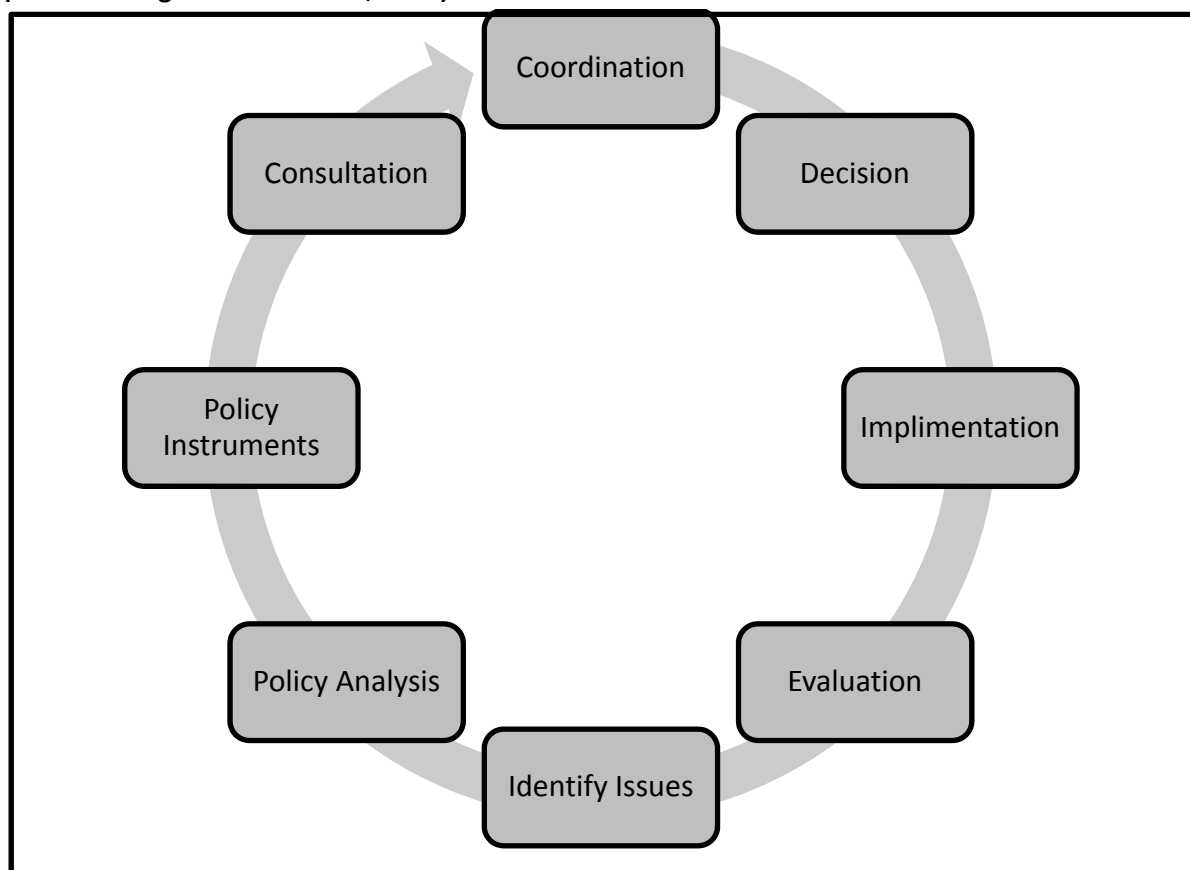 Coordination
Decision
Implimentation
Evaluation
Identify Issues
Policy Analysis
Policy
Instruments
Consultation